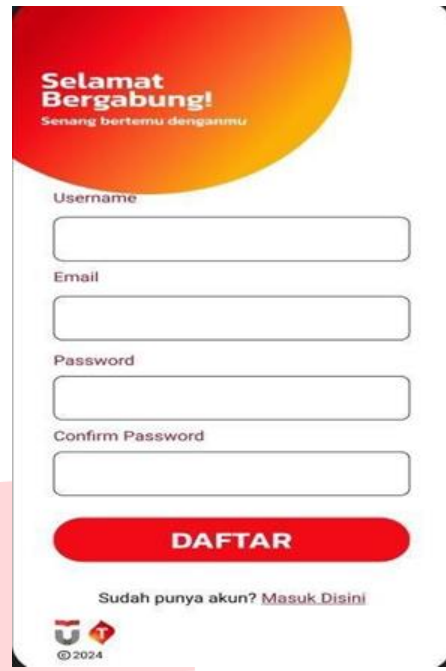 Selamat
Bergabung!
Senang bertemu denganmu
Username
Email
Password
Confirm Password
DAFTAR
Sudah punya akun? Masuk Disini
T
©2024